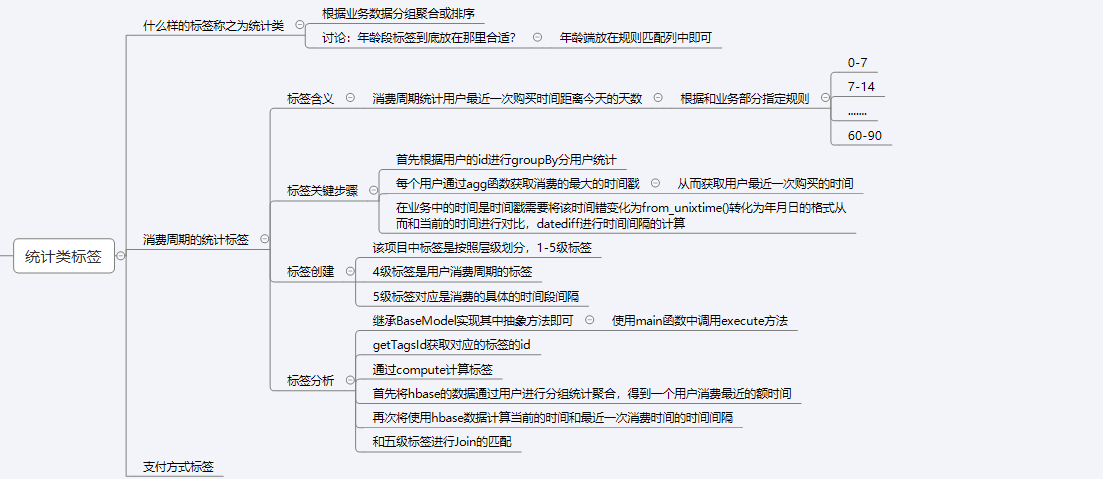 统计类标签
什么样的标签称之为统计类
根据业务数据分组聚合或排序
讨论：年龄段标签到底放在那里合适？
年龄端放在规则匹配列中即可
消费周期的统计标签
标签含义
消费周期统计用户最近一次购买时间距离今天的天数
根据和业务部分指定规则
0-7
7-14
.......
60-90
标签关键步骤
首先根据用户的id进行groupBy分用户统计
每个用户通过agg函数获取消费的最大的时间戳
从而获取用户最近一次购买的时间
在业务中的时间是时间戳需要将该时间错变化为from_unixtime()转化为年月日的格式从
而和当前的时间进行对比，datediff进行时间间隔的计算
标签创建
该项目中标签是按照层级划分，1-5级标签
4级标签是用户消费周期的标签
5级标签对应是消费的具体的时间段间隔
标签分析
继承BaseModel实现其中抽象方法即可
使用main函数中调用execute方法
getTagsId获取对应的标签的id
通过compute计算标签
首先将hbase的数据通过用户进行分组统计聚合，得到一个用户消费最近的额时间
再次将使用hbase数据计算当前的时间和最近一次消费时间的时间间隔
和五级标签进行Join的匹配
支付方式标签